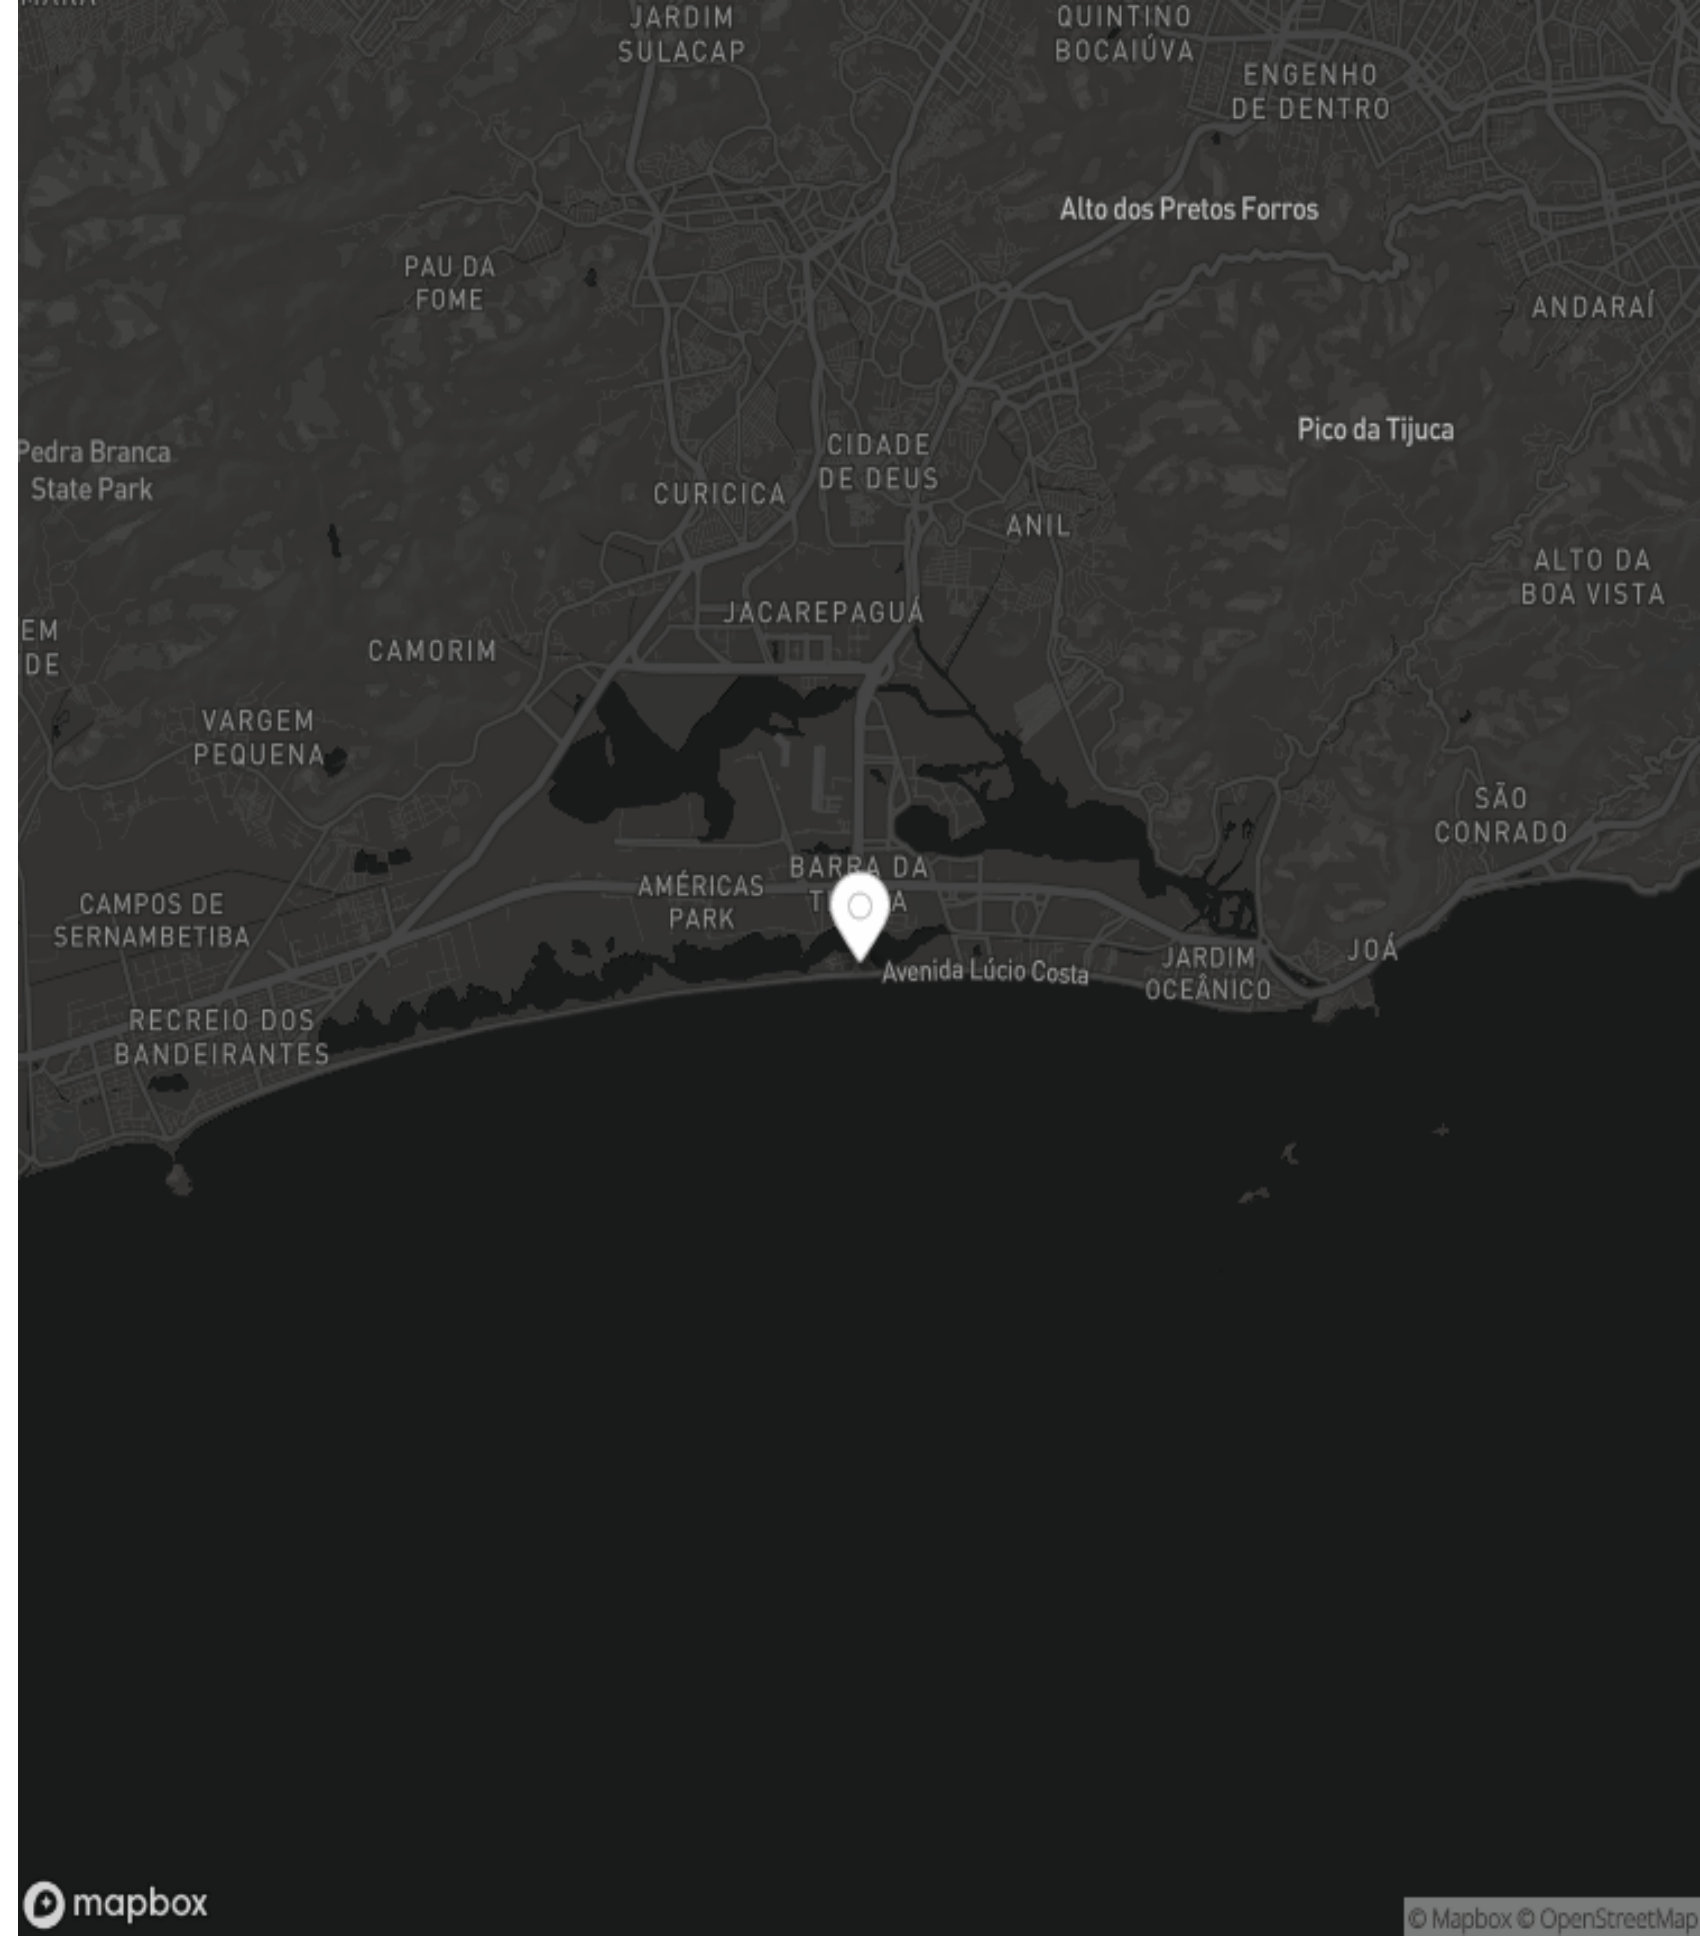 JARDIM
SULACAP
QUINTINO
BOCAIÚVA
ENGENHO
DE DENTRO
Alto dos Pretos Forros
PAU DA
FOME
ANDARAÍ
Pico da Tijuca
Pedra Branca
State Park
CIDADE
DE DEUS
CURICICA
ANIL
ALTO DA
BOA VISTA
JACAREPAGUÁ
EM
DE
CAMORIM
VARGEM
PEQUENA
SÃO
CONRADO
BARRA DA
AMÉRICAS
PARK
CAMPOS DE
SERNAMBETIBA
Avenida Lúcio Costa
JARDIM
OCEÂNICO
JOÁ
RECREIO DOS
BANDEIRANTES
mapbox
© Mapbox © OpenStreetMap